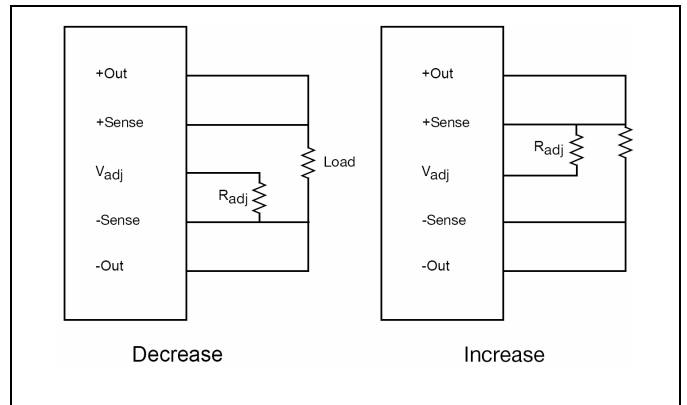 +Out
+Sense
Vadj
-Sense
-Out
Radj
Load
Decrease
+Out
+Sense
Vadj
-Sense
-Out
Radj
Increase